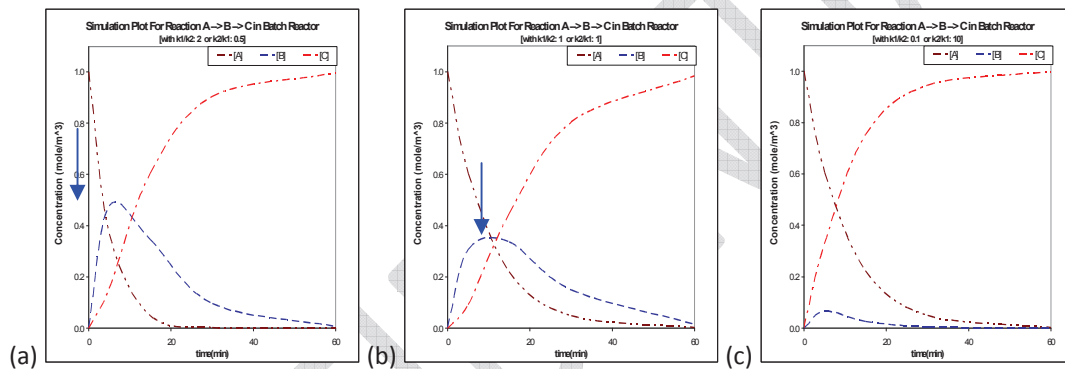 Simulation Plot For Reaction A--> B --> C in Batch Reactor
[with k1/k2: 2 or k2/k1: 0.5]
[A] [B] [C]
Concentration (mole/m^3)
1.0
0.8
0.6
0.4
0.2
0.0
0 20 40 60
time(min)
(a)
Simulation Plot For Reaction A--> B --> C in Batch Reactor
[with k1/k2: 1 or k2/k1: 1]
[A] [B] [C]
Concentration (mole/m^3)
1.0
0.8
0.6
0.4
0.2
0.0
0 20 40 60
time(min)
(b)
Simulation Plot For Reaction A--> B --> C in Batch Reactor
[with k1/k2: 0.1 or k2/k1: 10]
[A] [B] [C]
Concentration (mole/m^3)
1.0
0.8
0.6
0.4
0.2
0.0
0 20 40 60
time(min)
(c)